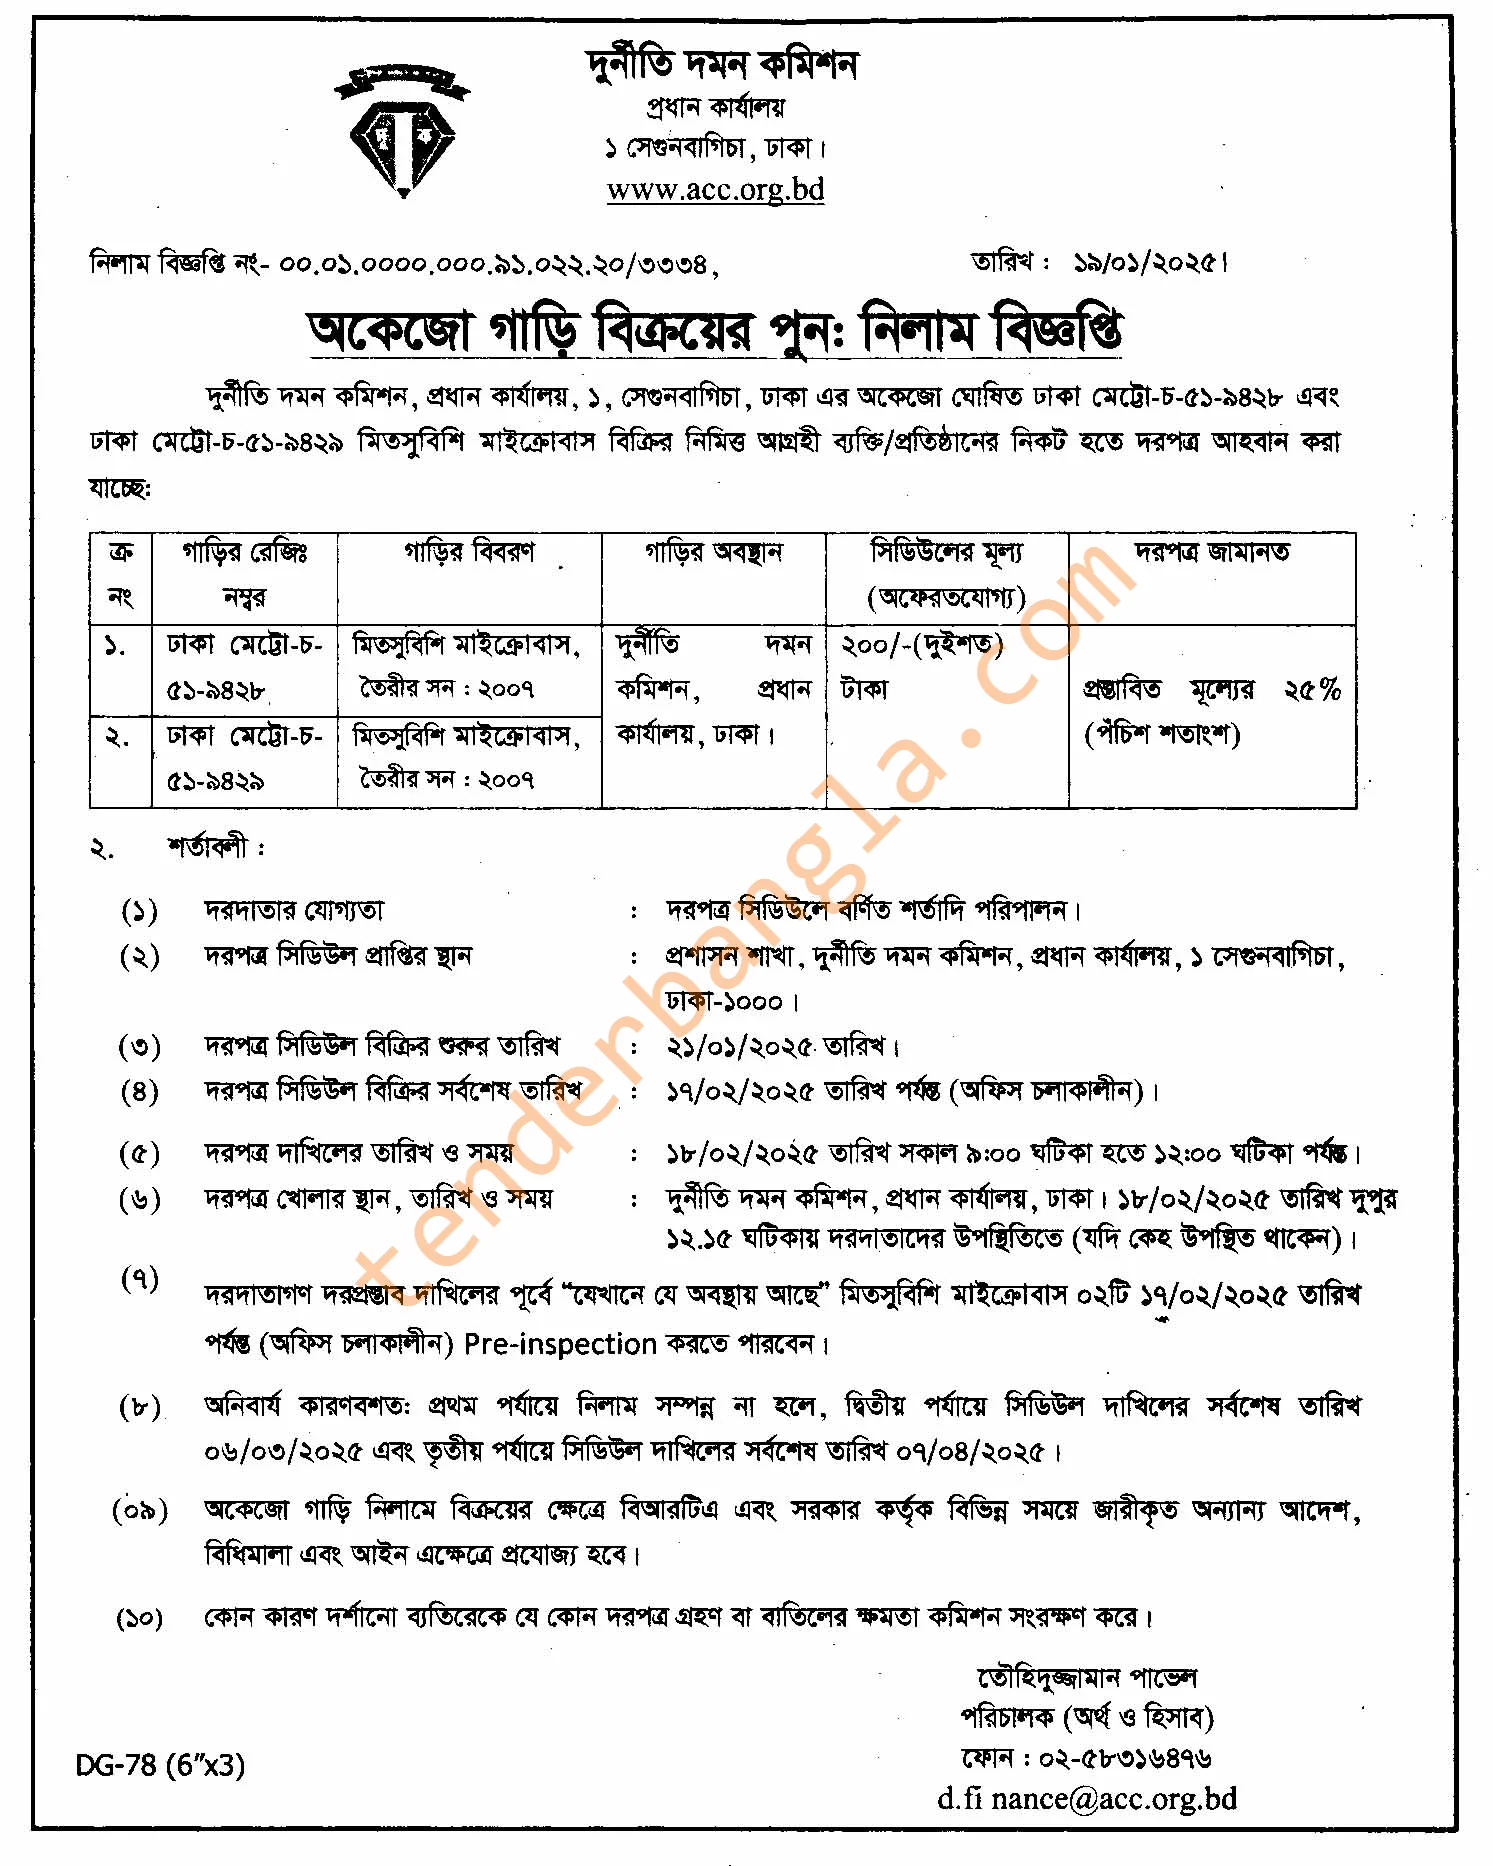 দুর্নীতি দমন কমিশন
প্রধান কার্যালয়
১ সেগুনবাগিচা, ঢাকা।
www.acc.org.bd
দু ক
নিলাম বিজ্ঞপ্তি নং- ০০.০১.০০০০.০০০.৯১.০২২.২০/৩৩৩৪,
তারিখ : ১৯/০১/২০২৫।
অকেজো গাড়ি বিক্রয়ের পুন: নিলাম বিজ্ঞপ্তি
দুর্নীতি দমন কমিশন, প্রধান কার্যালয়, ১, সেগুনবাগিচা, ঢাকা এর অকেজো ঘোষিত ঢাকা মেট্টো-চ-৫১-৯৪২৮ এবং
ঢাকা মেট্টো-চ-৫১-৯৪২৯ মিতসুবিশি মাইক্রোবাস বিক্রির নিমিত্ত আগ্রহী ব্যক্তি/প্রতিষ্ঠানের নিকট হতে দরপত্র আহবান করা
যাচ্ছে:
ক্র নং | গাড়ির রেজিঃ নম্বর | গাড়ির বিবরণ | গাড়ির অবস্থান | সিডিউলের মূল্য (অফেরতযোগ্য) | দরপত্র জামানত
১. | ঢাকা মেট্টো-চ-৫১-৯৪২৮ | মিতসুবিশি মাইক্রোবাস, তৈরীর সন : ২০০৭ | দুর্নীতি দমন কমিশন, প্রধান কার্যালয়, ঢাকা। | ২০০/-(দুইশত) টাকা | প্রস্তাবিত মূল্যের ২৫% (পঁচিশ শতাংশ)
২. | ঢাকা মেট্টো-চ-৫১-৯৪২৯ | মিতসুবিশি মাইক্রোবাস, তৈরীর সন : ২০০৭
২. শর্তাবলী :
(১) দরদাতার যোগ্যতা : দরপত্র সিডিউলে বর্ণিত শর্তাদি পরিপালন।
(২) দরপত্র সিডিউল প্রাপ্তির স্থান : প্রশাসন শাখা, দুর্নীতি দমন কমিশন, প্রধান কার্যালয়, ১ সেগুনবাগিচা,
ঢাকা-১০০০।
(৩) দরপত্র সিডিউল বিক্রির শুরুর তারিখ : ২১/০১/২০২৫ তারিখ।
(৪) দরপত্র সিডিউল বিক্রির সর্বশেষ তারিখ : ১৭/০২/২০২৫ তারিখ পর্যন্ত (অফিস চলাকালীন)।
(৫) দরপত্র দাখিলের তারিখ ও সময় : ১৮/০২/২০২৫ তারিখ সকাল ৯:০০ ঘটিকা হতে ১২:০০ ঘটিকা পর্যন্ত।
(৬) দরপত্র খোলার স্থান, তারিখ ও সময় : দুর্নীতি দমন কমিশন, প্রধান কার্যালয়, ঢাকা। ১৮/০২/২০২৫ তারিখ দুপুর
১২.১৫ ঘটিকায় দরদাতাদের উপস্থিতিতে (যদি কেহ উপস্থিত থাকেন)।
(৭) দরদাতাগণ দরপ্রস্তাব দাখিলের পূর্বে “যেখানে যে অবস্থায় আছে” মিতসুবিশি মাইক্রোবাস ০২টি ১৭/০২/২০২৫ তারিখ
পর্যন্ত (অফিস চলাকালীন) Pre-inspection করতে পারবেন।
(৮) অনিবার্য কারণবশত: প্রথম পর্যায়ে নিলাম সম্পন্ন না হলে, দ্বিতীয় পর্যায়ে সিডিউল দাখিলের সর্বশেষ তারিখ
০৬/০৩/২০২৫ এবং তৃতীয় পর্যায়ে সিডিউল দাখিলের সর্বশেষ তারিখ ০৭/০৪/২০২৫।
(০৯) অকেজো গাড়ি নিলামে বিক্রয়ের ক্ষেত্রে বিআরটিএ এবং সরকার কর্তৃক বিভিন্ন সময়ে জারীকৃত অন্যান্য আদেশ,
বিধিমালা এবং আইন এক্ষেত্রে প্রযোজ্য হবে।
(১০) কোন কারণ দর্শানো ব্যতিরেকে যে কোন দরপত্র গ্রহণ বা বাতিলের ক্ষমতা কমিশন সংরক্ষণ করে।
তৌহিদুজ্জামান পাভেল
পরিচালক (অর্থ ও হিসাব)
ফোন : ০২-৫৮৩১৬৪৭৬
d.fi nance@acc.org.bd
DG-78 (6″x3)
tenderbangla.com